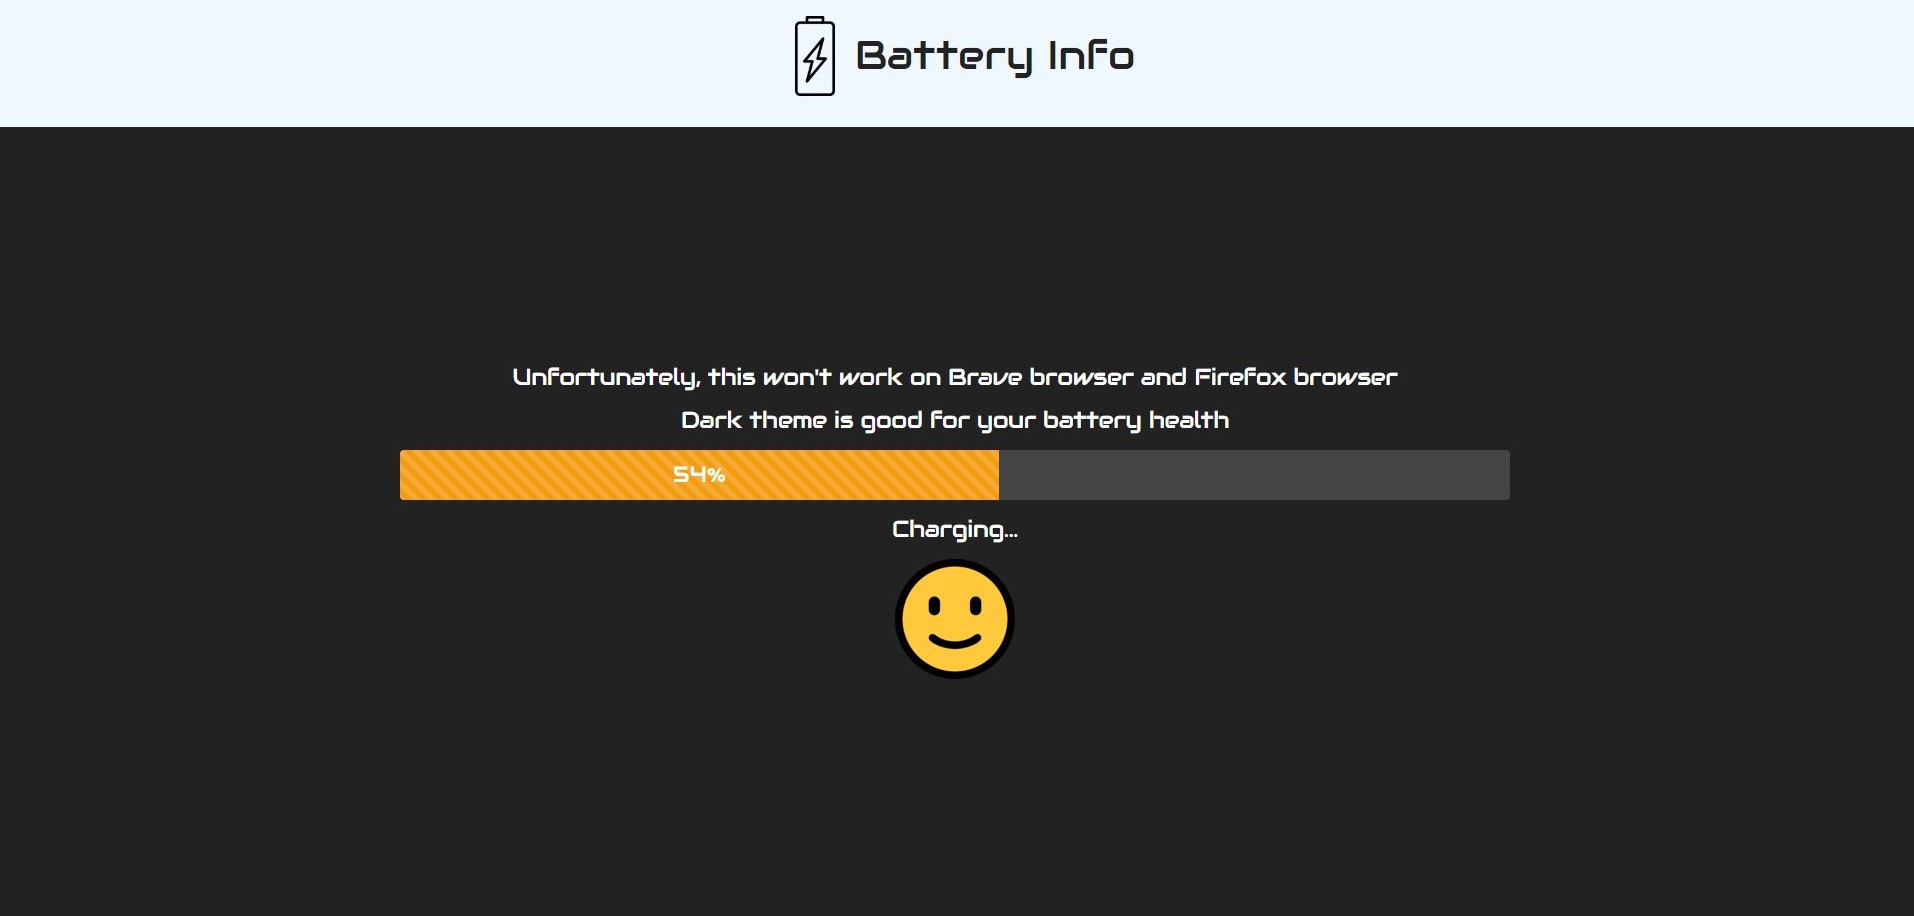 Battery Info
Unfortunately, this won't work on Brave browser and Firefox browser
Dark theme is good for your battery health
54%
Charging...